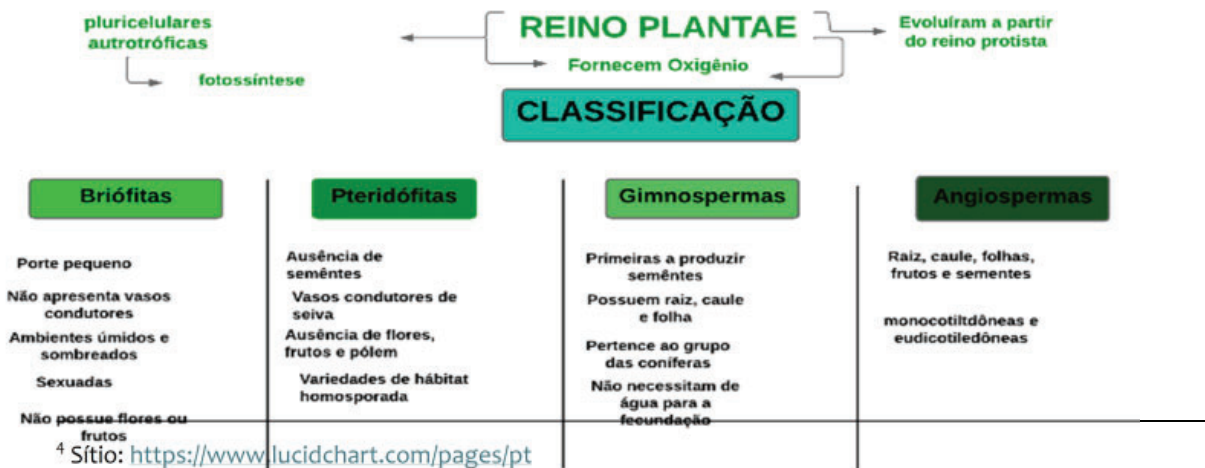 pluricelulares
autrotróficas
fotossíntese
REINO PLANTAE
Fornecem Oxigênio
Evoluíram a partir
do reino protista
CLASSIFICAÇÃO
Briófitas
Porte pequeno
Não apresenta vasos
condutores
Ambientes úmidos e
sombreados
Sexuadas
Não possue flores ou
frutos
Pteridófitas
Ausência de
semêntes
Vasos condutores de
seiva
Ausência de flores,
frutos e pólem
Variedades de hábitat
homosporada
Gimnospermas
Primeiras a produzir
semêntes
Possuem raiz, caule
e folha
Pertence ao grupo
das coníferas
Não necessitam de
água para a
fecundação
Angiospermas
Raiz, caule, folhas,
frutos e sementes
monocotiltdôneas e
eudicotiledôneas
⁴ Sítio: https://www.lucidchart.com/pages/pt